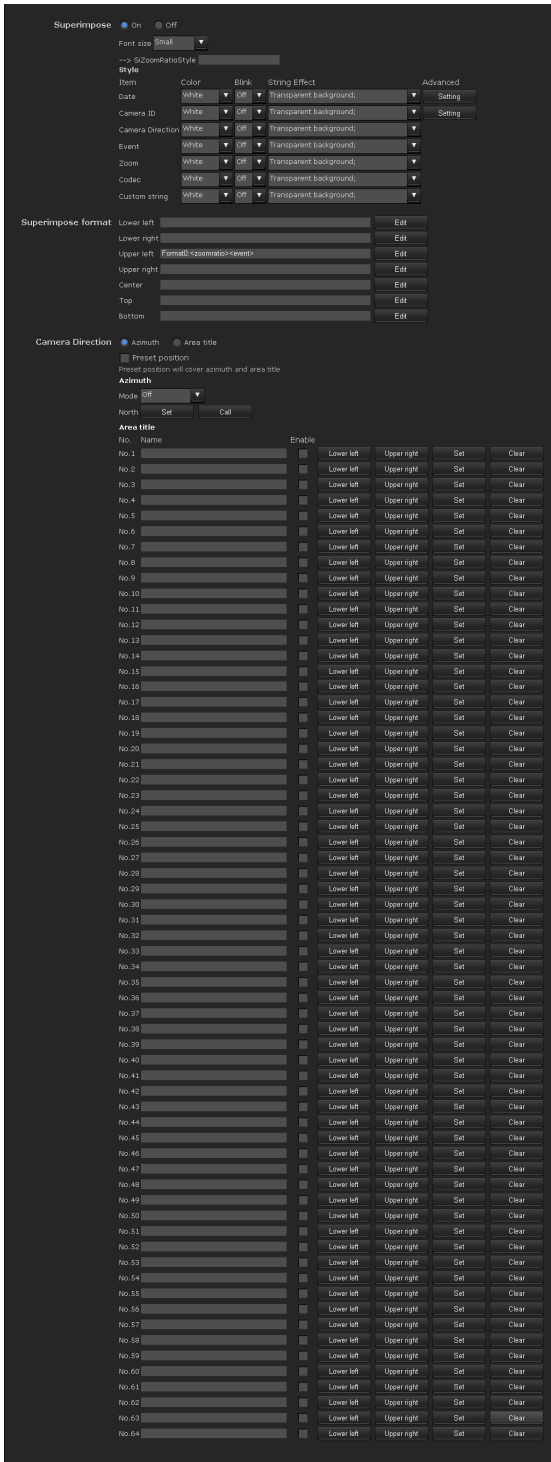 Superimpose On Off
Font size Small
--> SiZoomRatioStyle
Style
Item Color Blink String Effect Advanced
Date White Off Transparent background; Setting
Camera ID White Off Transparent background; Setting
Camera Direction White Off Transparent background;
Event White Off Transparent background;
Zoom White Off Transparent background;
Codec White Off Transparent background;
Custom string White Off Transparent background;
Superimpose format Lower left Edit
Lower right Edit
Upper left Format0:<zoomratio><event> Edit
Upper right Edit
Center Edit
Top Edit
Bottom Edit
Camera Direction Azimuth Area title
Preset position
Preset position will cover azimuth and area title
Azimuth
Mode Off
North Set Call
Area title
No. Name Enable
No.1 Lower left Upper right Set Clear
No.2 Lower left Upper right Set Clear
No.3 Lower left Upper right Set Clear
No.4 Lower left Upper right Set Clear
No.5 Lower left Upper right Set Clear
No.6 Lower left Upper right Set Clear
No.7 Lower left Upper right Set Clear
No.8 Lower left Upper right Set Clear
No.9 Lower left Upper right Set Clear
No.10 Lower left Upper right Set Clear
No.11 Lower left Upper right Set Clear
No.12 Lower left Upper right Set Clear
No.13 Lower left Upper right Set Clear
No.14 Lower left Upper right Set Clear
No.15 Lower left Upper right Set Clear
No.16 Lower left Upper right Set Clear
No.17 Lower left Upper right Set Clear
No.18 Lower left Upper right Set Clear
No.19 Lower left Upper right Set Clear
No.20 Lower left Upper right Set Clear
No.21 Lower left Upper right Set Clear
No.22 Lower left Upper right Set Clear
No.23 Lower left Upper right Set Clear
No.24 Lower left Upper right Set Clear
No.25 Lower left Upper right Set Clear
No.26 Lower left Upper right Set Clear
No.27 Lower left Upper right Set Clear
No.28 Lower left Upper right Set Clear
No.29 Lower left Upper right Set Clear
No.30 Lower left Upper right Set Clear
No.31 Lower left Upper right Set Clear
No.32 Lower left Upper right Set Clear
No.33 Lower left Upper right Set Clear
No.34 Lower left Upper right Set Clear
No.35 Lower left Upper right Set Clear
No.36 Lower left Upper right Set Clear
No.37 Lower left Upper right Set Clear
No.38 Lower left Upper right Set Clear
No.39 Lower left Upper right Set Clear
No.40 Lower left Upper right Set Clear
No.41 Lower left Upper right Set Clear
No.42 Lower left Upper right Set Clear
No.43 Lower left Upper right Set Clear
No.44 Lower left Upper right Set Clear
No.45 Lower left Upper right Set Clear
No.46 Lower left Upper right Set Clear
No.47 Lower left Upper right Set Clear
No.48 Lower left Upper right Set Clear
No.49 Lower left Upper right Set Clear
No.50 Lower left Upper right Set Clear
No.51 Lower left Upper right Set Clear
No.52 Lower left Upper right Set Clear
No.53 Lower left Upper right Set Clear
No.54 Lower left Upper right Set Clear
No.55 Lower left Upper right Set Clear
No.56 Lower left Upper right Set Clear
No.57 Lower left Upper right Set Clear
No.58 Lower left Upper right Set Clear
No.59 Lower left Upper right Set Clear
No.60 Lower left Upper right Set Clear
No.61 Lower left Upper right Set Clear
No.62 Lower left Upper right Set Clear
No.63 Lower left Upper right Set Clear
No.64 Lower left Upper right Set Clear